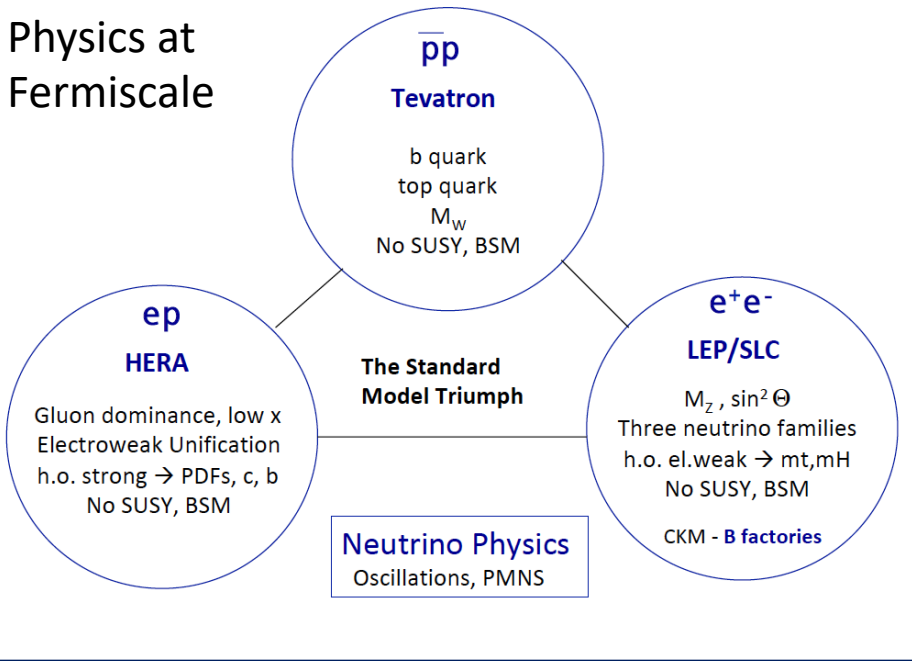 Physics at
Fermiscale
p̅p
Tevatron
b quark
top quark
M_W
No SUSY, BSM
ep
HERA
Gluon dominance, low x
Electroweak Unification
h.o. strong → PDFs, c, b
No SUSY, BSM
The Standard
Model Triumph
e⁺e⁻
LEP/SLC
M_Z , sin² Θ
Three neutrino families
h.o. el.weak → mt,mH
No SUSY, BSM
CKM - B factories
Neutrino Physics
Oscillations, PMNS